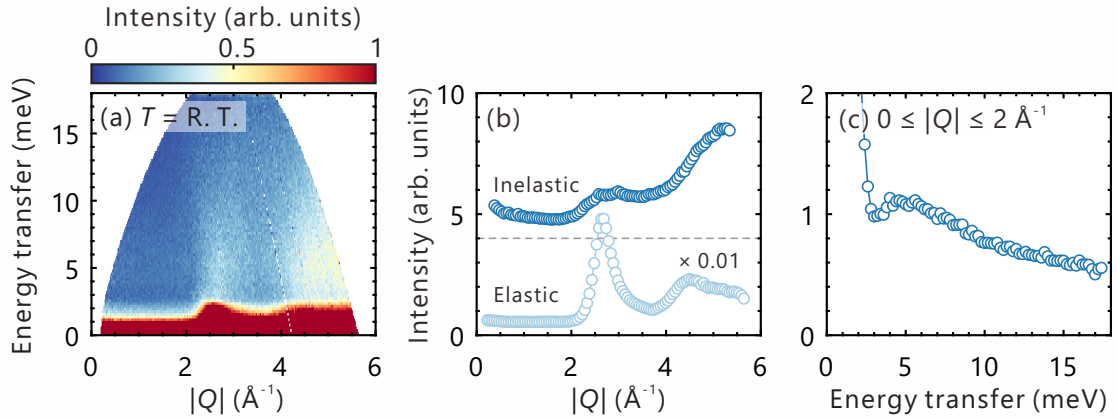 Intensity (arb. units)
0 0.5 1
Energy transfer (meV)
15
10
5
0
(a) T = R. T.
0 2 4 6
|Q| (Å⁻¹)
Intensity (arb. units)
10
5
0
(b)
Inelastic
× 0.01
Elastic
0 2 4 6
|Q| (Å⁻¹)
2
1
0
(c) 0 ≤ |Q| ≤ 2 Å⁻¹
0 5 10 15
Energy transfer (meV)